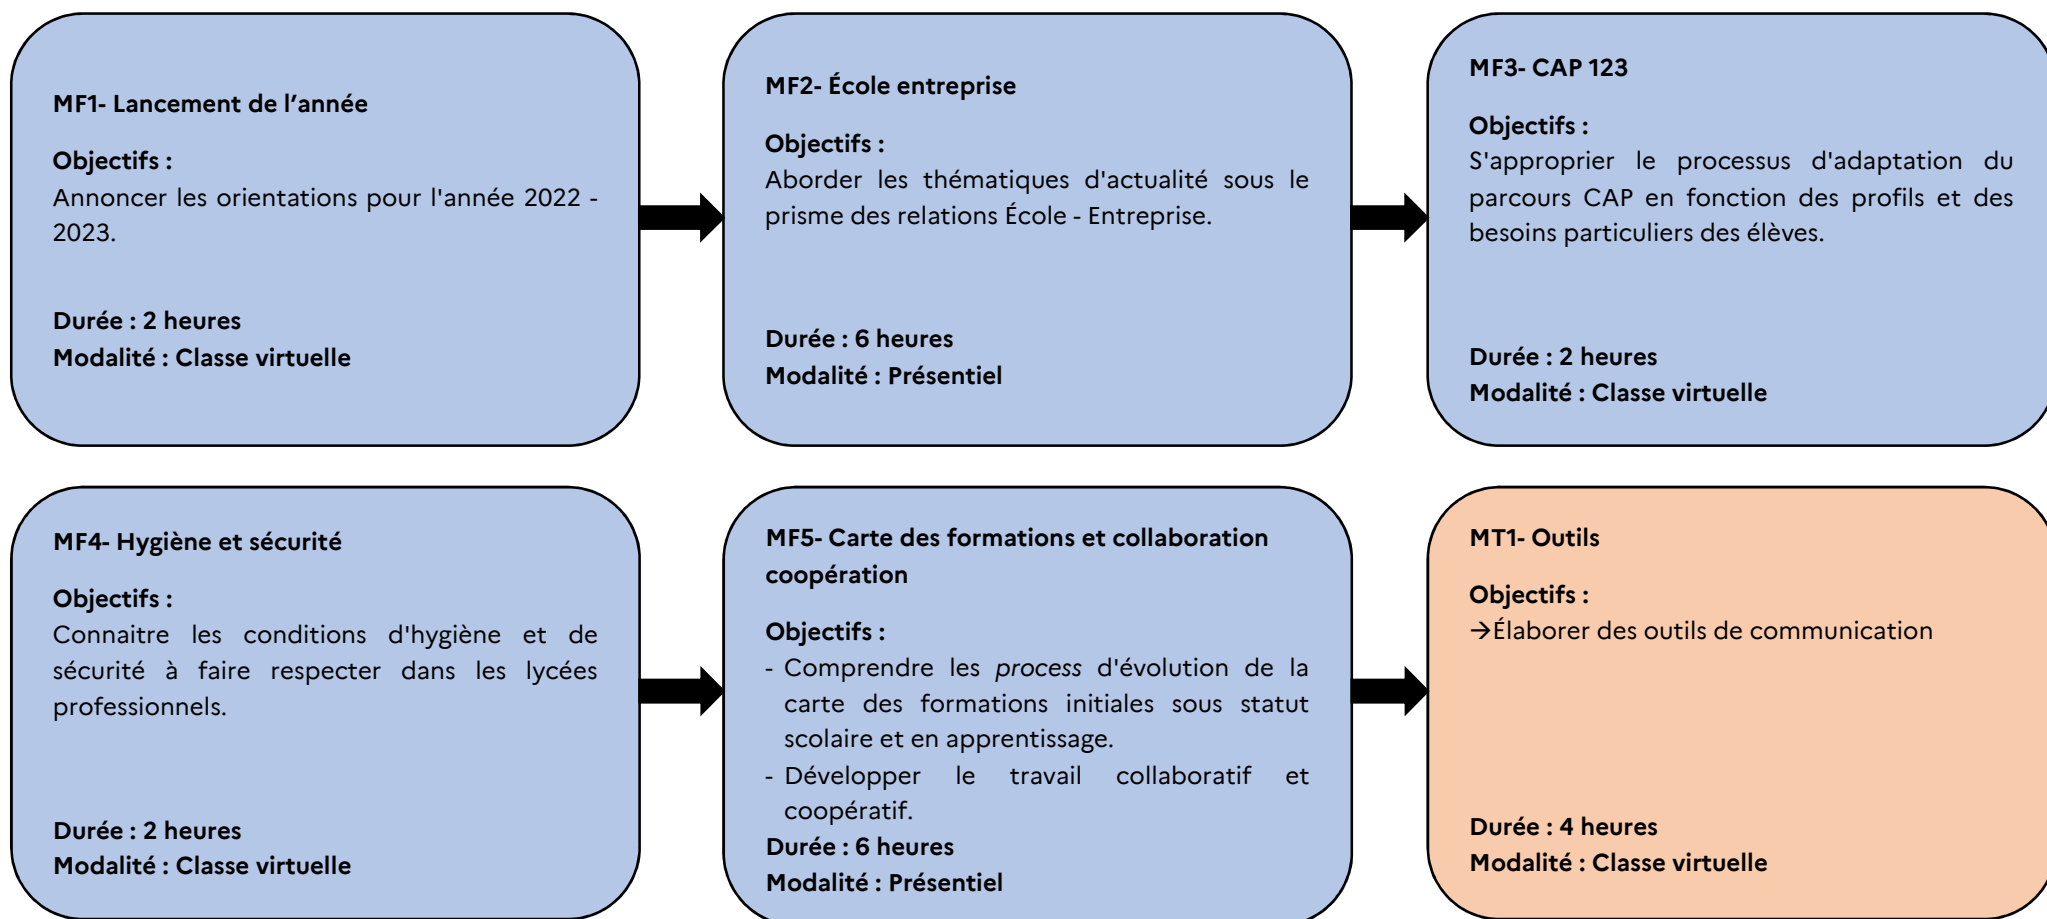 MF1- Lancement de l’année
Objectifs :
Annoncer les orientations pour l'année 2022 -
2023.
Durée : 2 heures
Modalité : Classe virtuelle
MF2- École entreprise
Objectifs :
Aborder les thématiques d'actualité sous le
prisme des relations École - Entreprise.
Durée : 6 heures
Modalité : Présentiel
MF3- CAP 123
Objectifs :
S'approprier le processus d'adaptation du
parcours CAP en fonction des profils et des
besoins particuliers des élèves.
Durée : 2 heures
Modalité : Classe virtuelle
MF4- Hygiène et sécurité
Objectifs :
Connaitre les conditions d'hygiène et de
sécurité à faire respecter dans les lycées
professionnels.
Durée : 2 heures
Modalité : Classe virtuelle
MF5- Carte des formations et collaboration
coopération
Objectifs :
- Comprendre les process d'évolution de la
carte des formations initiales sous statut
scolaire et en apprentissage.
- Développer le travail collaboratif et
coopératif.
Durée : 6 heures
Modalité : Présentiel
MT1- Outils
Objectifs :
→Élaborer des outils de communication
Durée : 4 heures
Modalité : Classe virtuelle